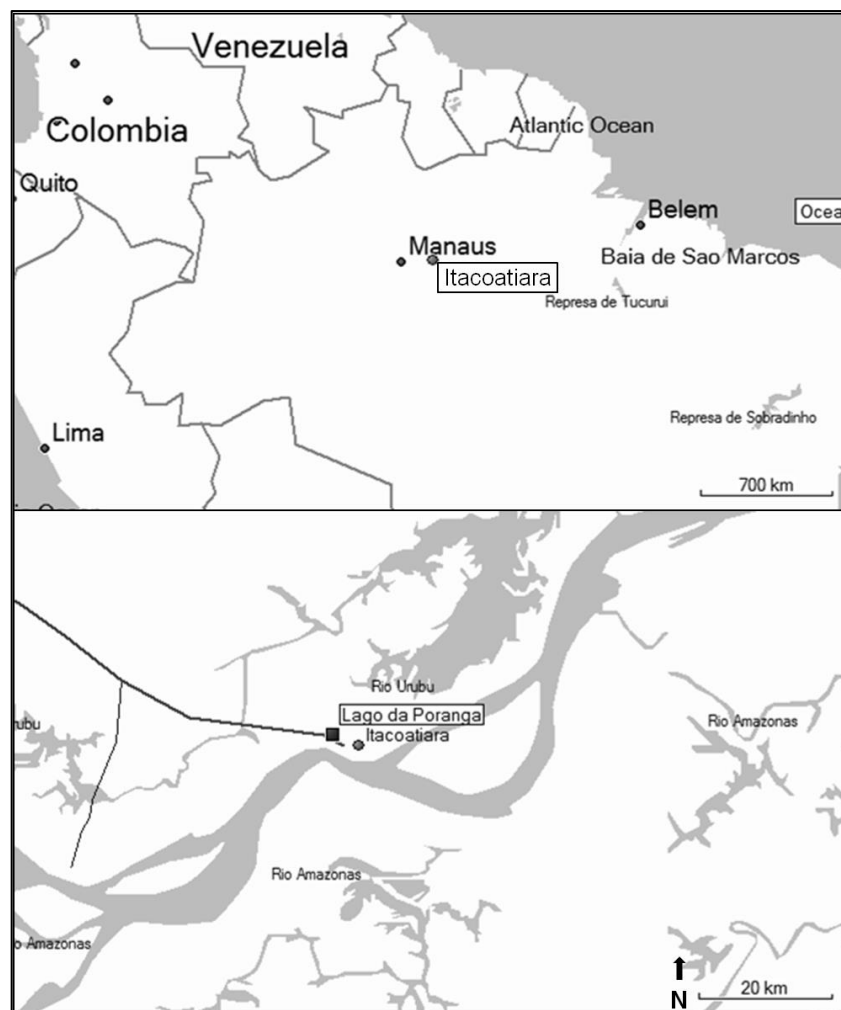 Venezuela
Colombia
Atlantic Ocean
Quito
Belem
Ocea
Manaus
Baia de Sao Marcos
Itacoatiara
Represa de Tucurui
Represa de Sobradinho
Lima
700 km
Rio Urubu
Lago da Poranga
rubu
Rio Amazonas
Itacoatiara
Rio Amazonas
o Amazonas
20 km
N